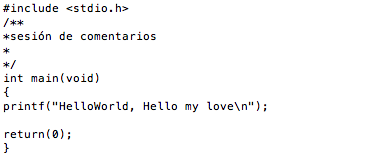 #include <stdio.h>
/**
*sesión de comentarios
*
*/
int main(void)
{
printf("HelloWorld, Hello my love\n");
return(0);
}